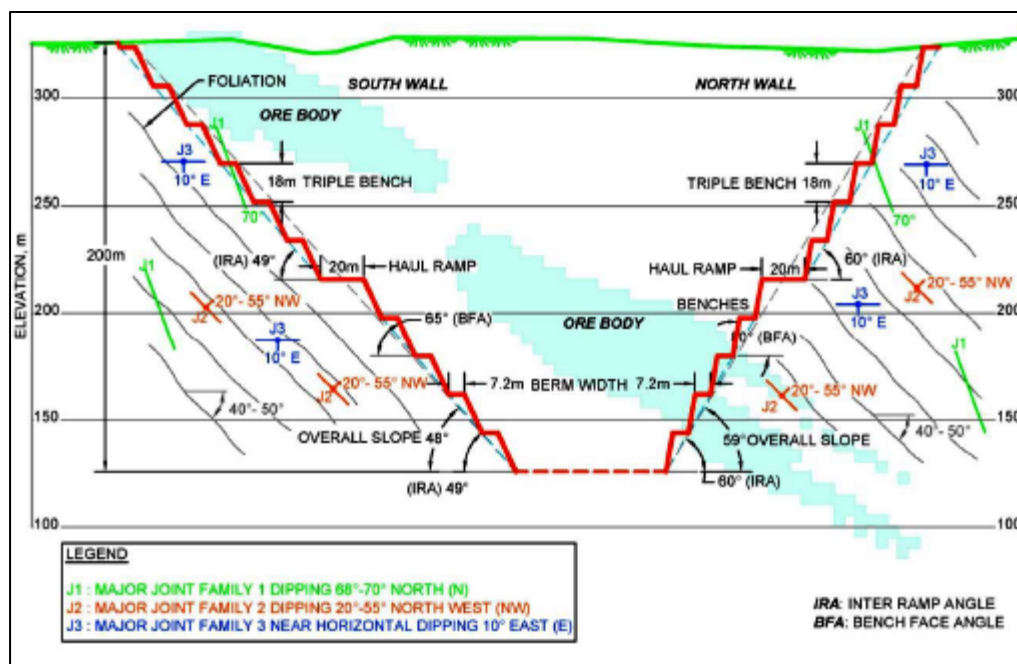 FOLIATION
SOUTH WALL
NORTH WALL
300
300
ORE BODY
J1
J1
J3
10° E
J3
10° E
18m TRIPLE BENCH
TRIPLE BENCH 18m
250
250
70°
70°
ELEVATION, m
200m
(IRA) 49°
20m
HAUL RAMP
HAUL RAMP
20m
60° (IRA)
J1
20°- 55° NW
J2
20°- 55° NW
J2
200
200
BENCHES
65° (BFA)
ORE BODY
J3
10° E
J3
10° E
J1
20°- 55° NW
J2
7.2m BERM WIDTH 7.2m
20°- 55° NW
J2
40°- 50°
40°- 50°
150
150
OVERALL SLOPE 48°
59° OVERALL SLOPE
(IRA) 49°
60° (IRA)
100
100
LEGEND
J1 : MAJOR JOINT FAMILY 1 DIPPING 68°-70° NORTH (N)
J2 : MAJOR JOINT FAMILY 2 DIPPING 20°-55° NORTH WEST (NW)
J3 : MAJOR JOINT FAMILY 3 NEAR HORIZONTAL DIPPING 10° EAST (E)
IRA: INTER RAMP ANGLE
BFA: BENCH FACE ANGLE